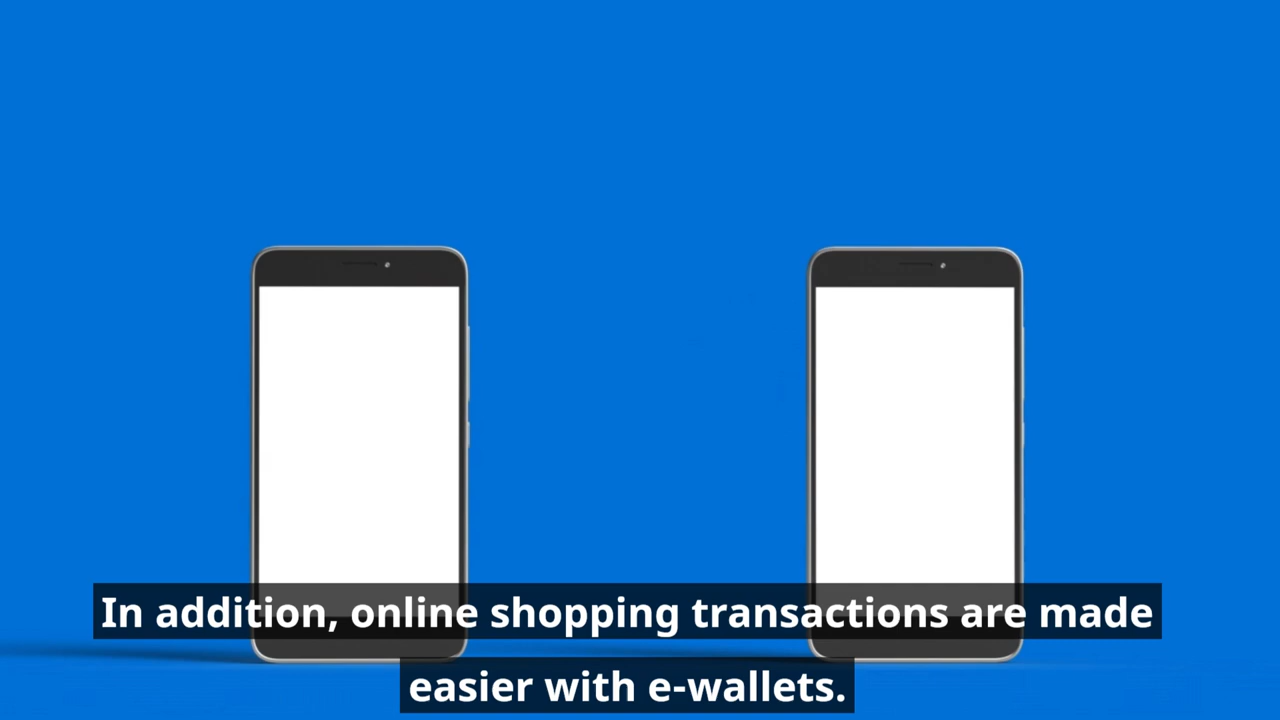 In addition, online shopping transactions are made
easier with e-wallets.